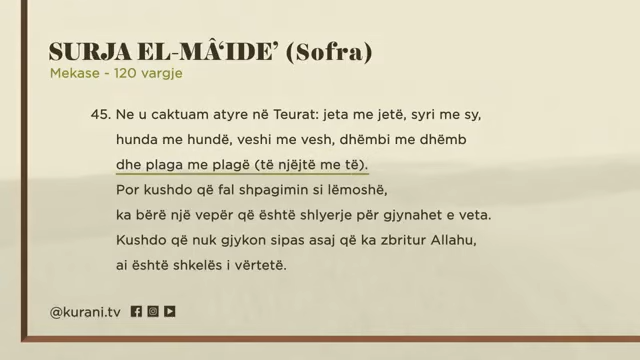 SURJA EL-MÂ‘IDE’ (Sofra)
Mekase - 120 vargje
45. Ne u caktuam atyre në Teurat: jeta me jetë, syri me sy,
hunda me hundë, veshi me vesh, dhëmbi me dhëmb
dhe plaga me plagë (të njëjtë me të).
Por kushdo që fal shpagimin si lëmoshë,
ka bërë një vepër që është shlyerje për gjynahet e veta.
Kushdo që nuk gjykon sipas asaj që ka zbritur Allahu,
ai është shkelës i vërtetë.
@kurani.tv